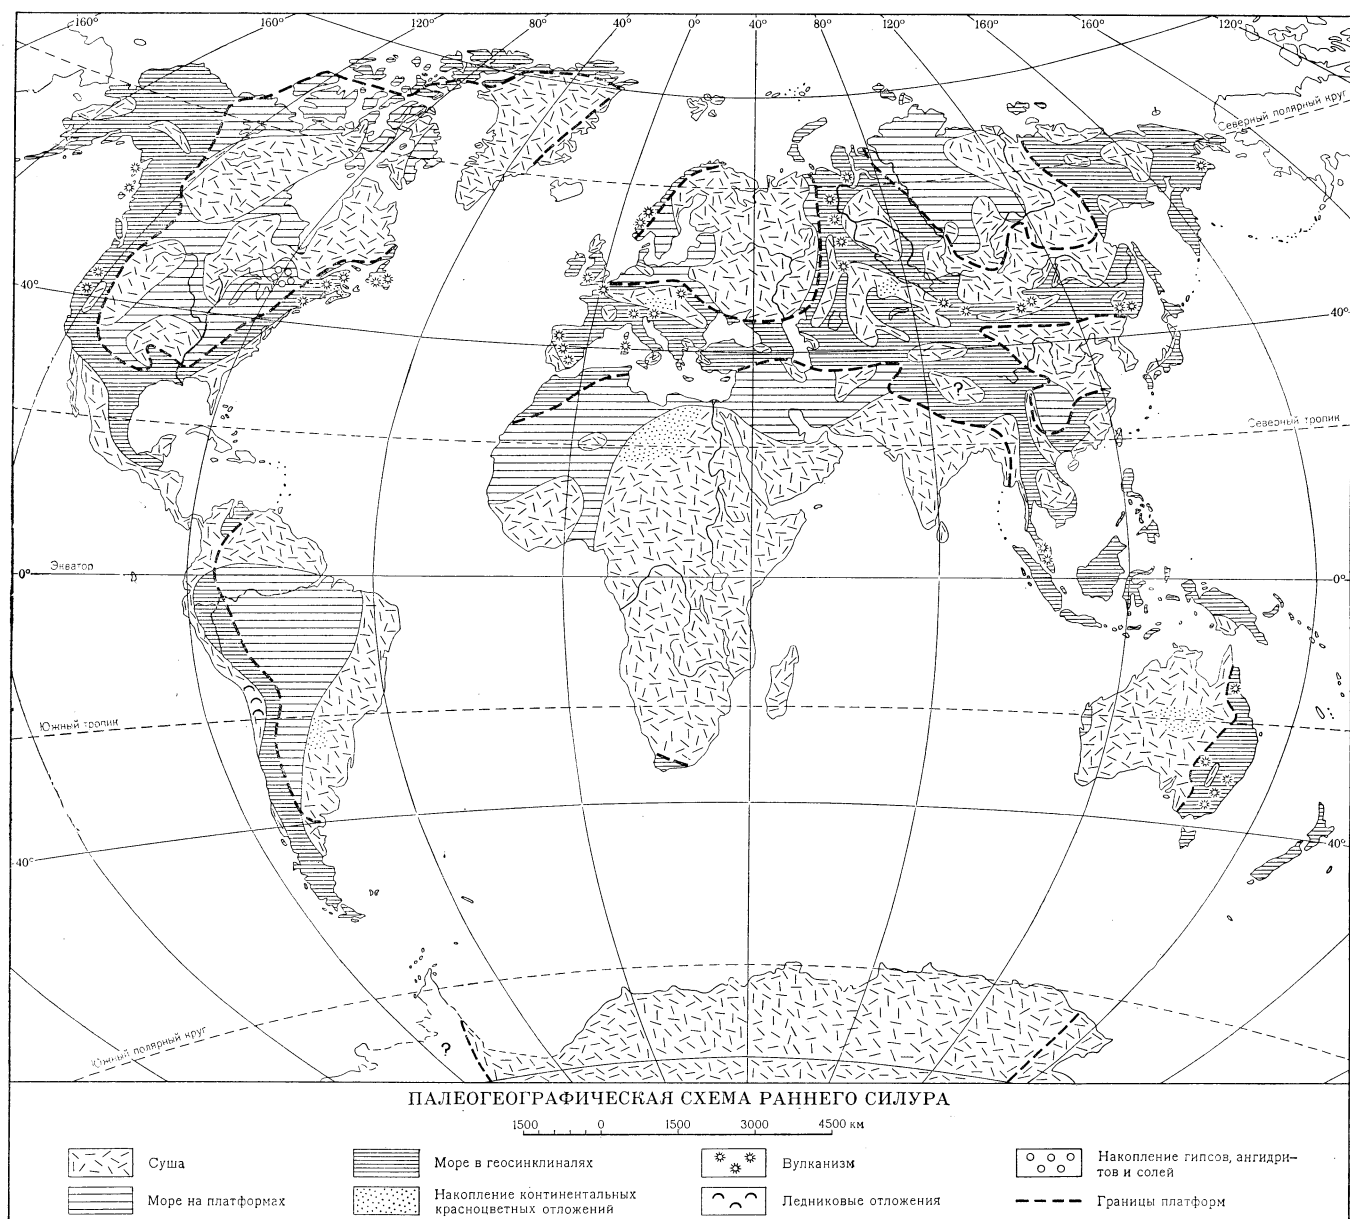 160° 160° 120° 80° 40° 0° 40° 80° 120° 160° 160° 120°
Северный полярный круг
40°
40°
Северный тропик
?
Экватор
0°
0°
Южный тропик
40°
40°
Южный полярный круг
?
ПАЛЕОГЕОГРАФИЧЕСКАЯ СХЕМА РАННЕГО СИЛУРА
1500 0 1500 3000 4500 км
Суша
Море в геосинклиналях
Вулканизм
Накопление гипсов, ангидри-
тов и солей
Море на платформах
Накопление континентальных
красноцветных отложений
Ледниковые отложения
Границы платформ